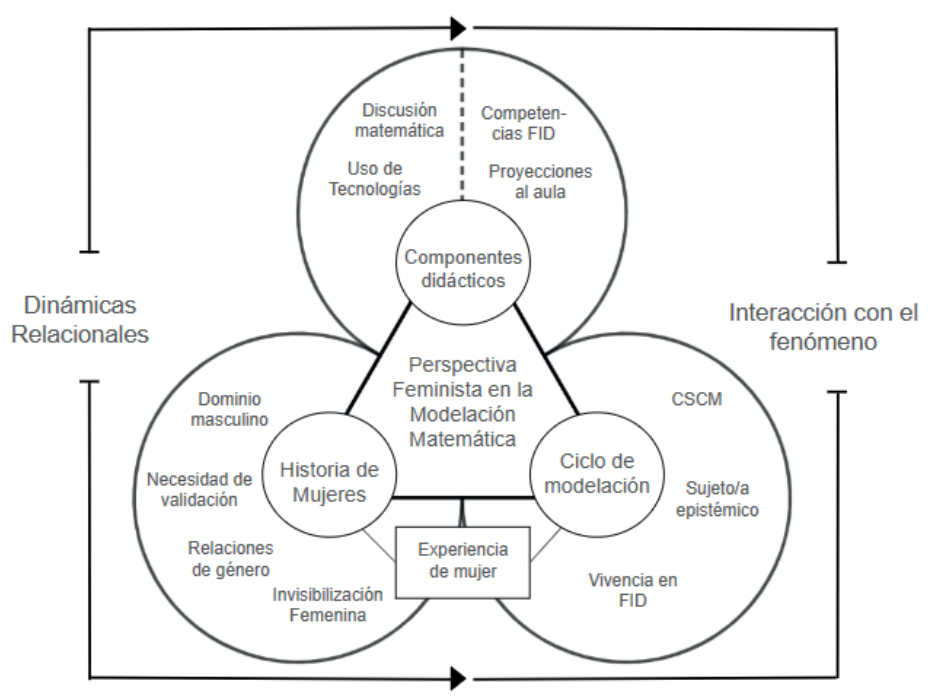 Discusión
matemática
Competen-
cias FID
Uso de
Tecnologías
Proyecciones
al aula
Componentes
didácticos
Dinámicas
Relacionales
Interacción con el
fenómeno
Perspectiva
Feminista en la
Modelación
Matemática
Dominio
masculino
CSCM
Historia de
Mujeres
Ciclo de
modelación
Necesidad de
validación
Sujeto/a
epistémico
Relaciones
de género
Experiencia
de mujer
Invisibilización
Femenina
Vivencia en
FID